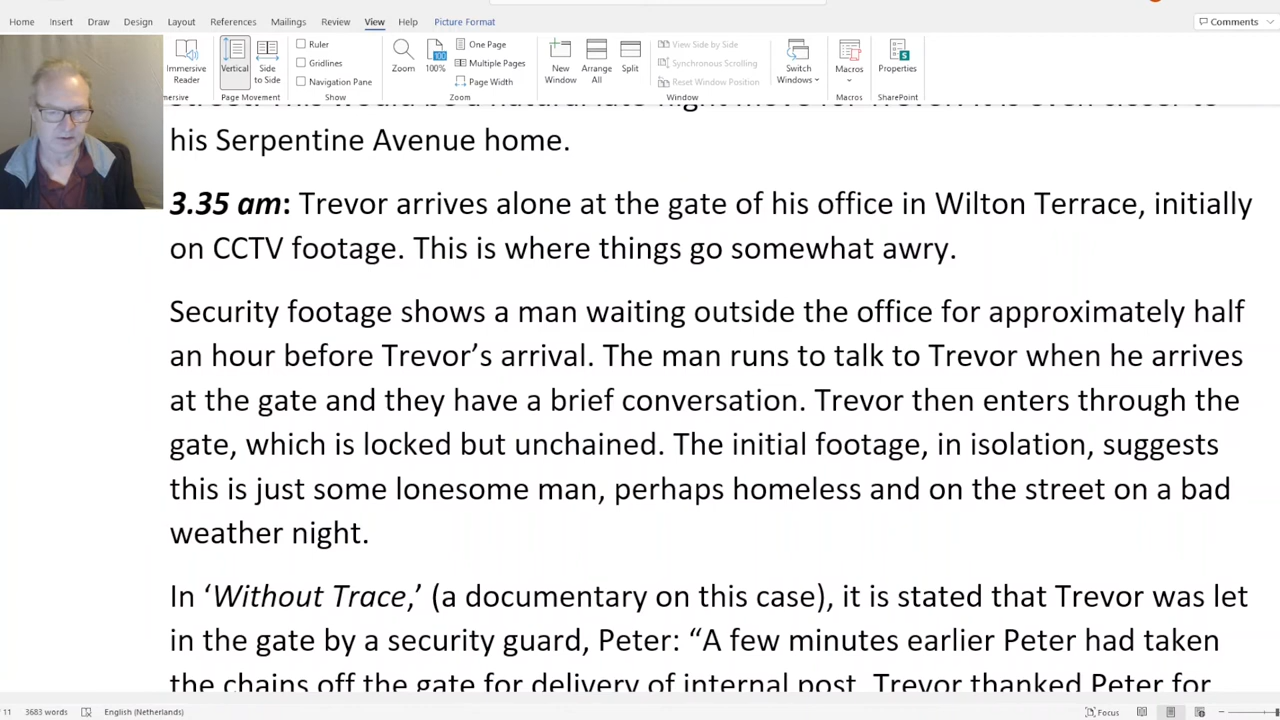 Home Insert Draw Design Layout References Mailings Review View Help Picture Format Comments
Immersive Reader Vertical Side to Side Zoom 100% One Page Multiple Pages Page Width New Window Arrange All Split View Side by Side Synchronous Scrolling Reset Window Position Switch Windows Macros Properties
Ruler
Gridlines
Navigation Pane
Page Movement Show Zoom Window Macros SharePoint
his Serpentine Avenue home.
3.35 am: Trevor arrives alone at the gate of his office in Wilton Terrace, initially
on CCTV footage. This is where things go somewhat awry.
Security footage shows a man waiting outside the office for approximately half
an hour before Trevor’s arrival. The man runs to talk to Trevor when he arrives
at the gate and they have a brief conversation. Trevor then enters through the
gate, which is locked but unchained. The initial footage, in isolation, suggests
this is just some lonesome man, perhaps homeless and on the street on a bad
weather night.
In ‘Without Trace,’ (a documentary on this case), it is stated that Trevor was let
in the gate by a security guard, Peter: “A few minutes earlier Peter had taken
the chains off the gate for delivery of internal post. Trevor thanked Peter for
11 3683 words English (Netherlands) Focus